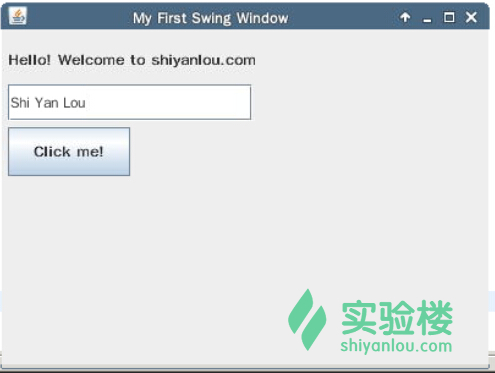 My First Swing Window
Hello! Welcome to shiyanlou.com
Shi Yan Lou
Click me!
实验楼
shiyanlou.com